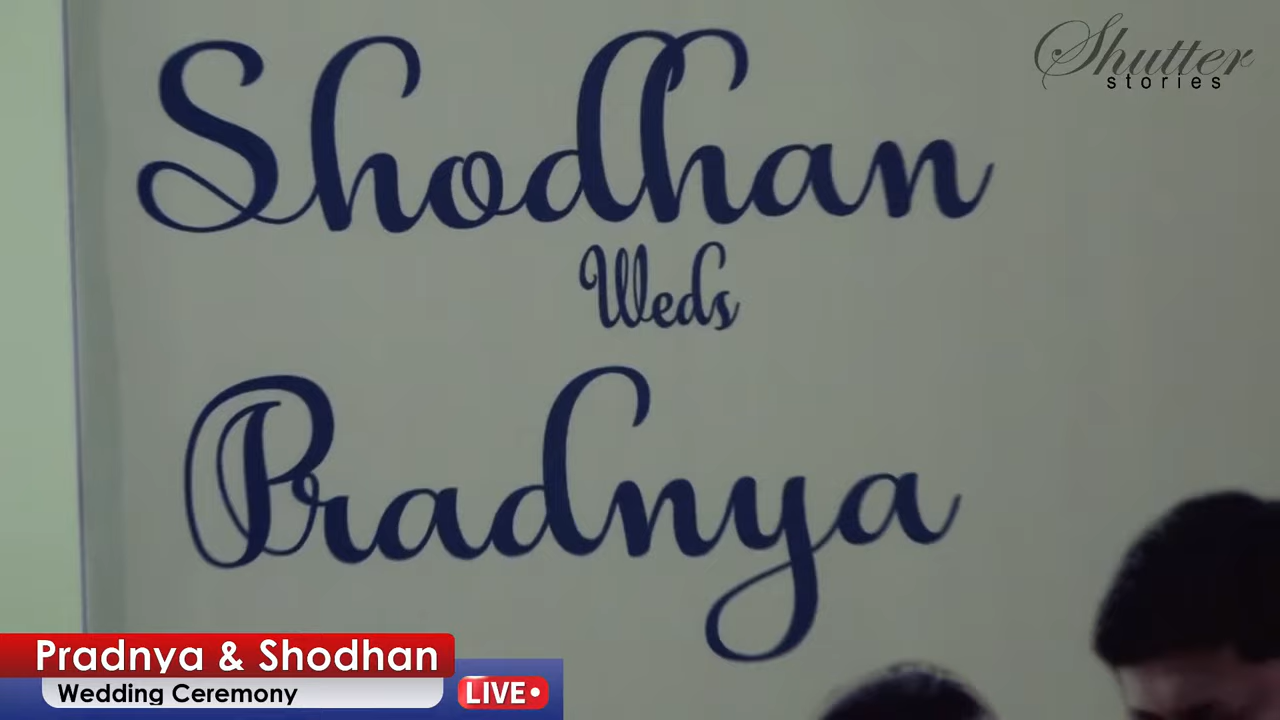 Shutter
stories
Shodhan
Weds
Pradnya
Pradnya & Shodhan
Wedding Ceremony
LIVE